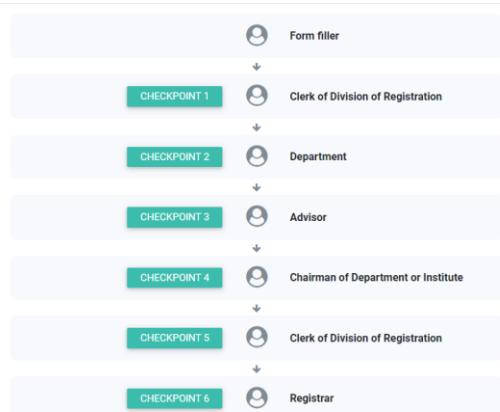 Form filler
CHECKPOINT 1 Clerk of Division of Registration
CHECKPOINT 2 Department
CHECKPOINT 3 Advisor
CHECKPOINT 4 Chairman of Department or Institute
CHECKPOINT 5 Clerk of Division of Registration
CHECKPOINT 6 Registrar